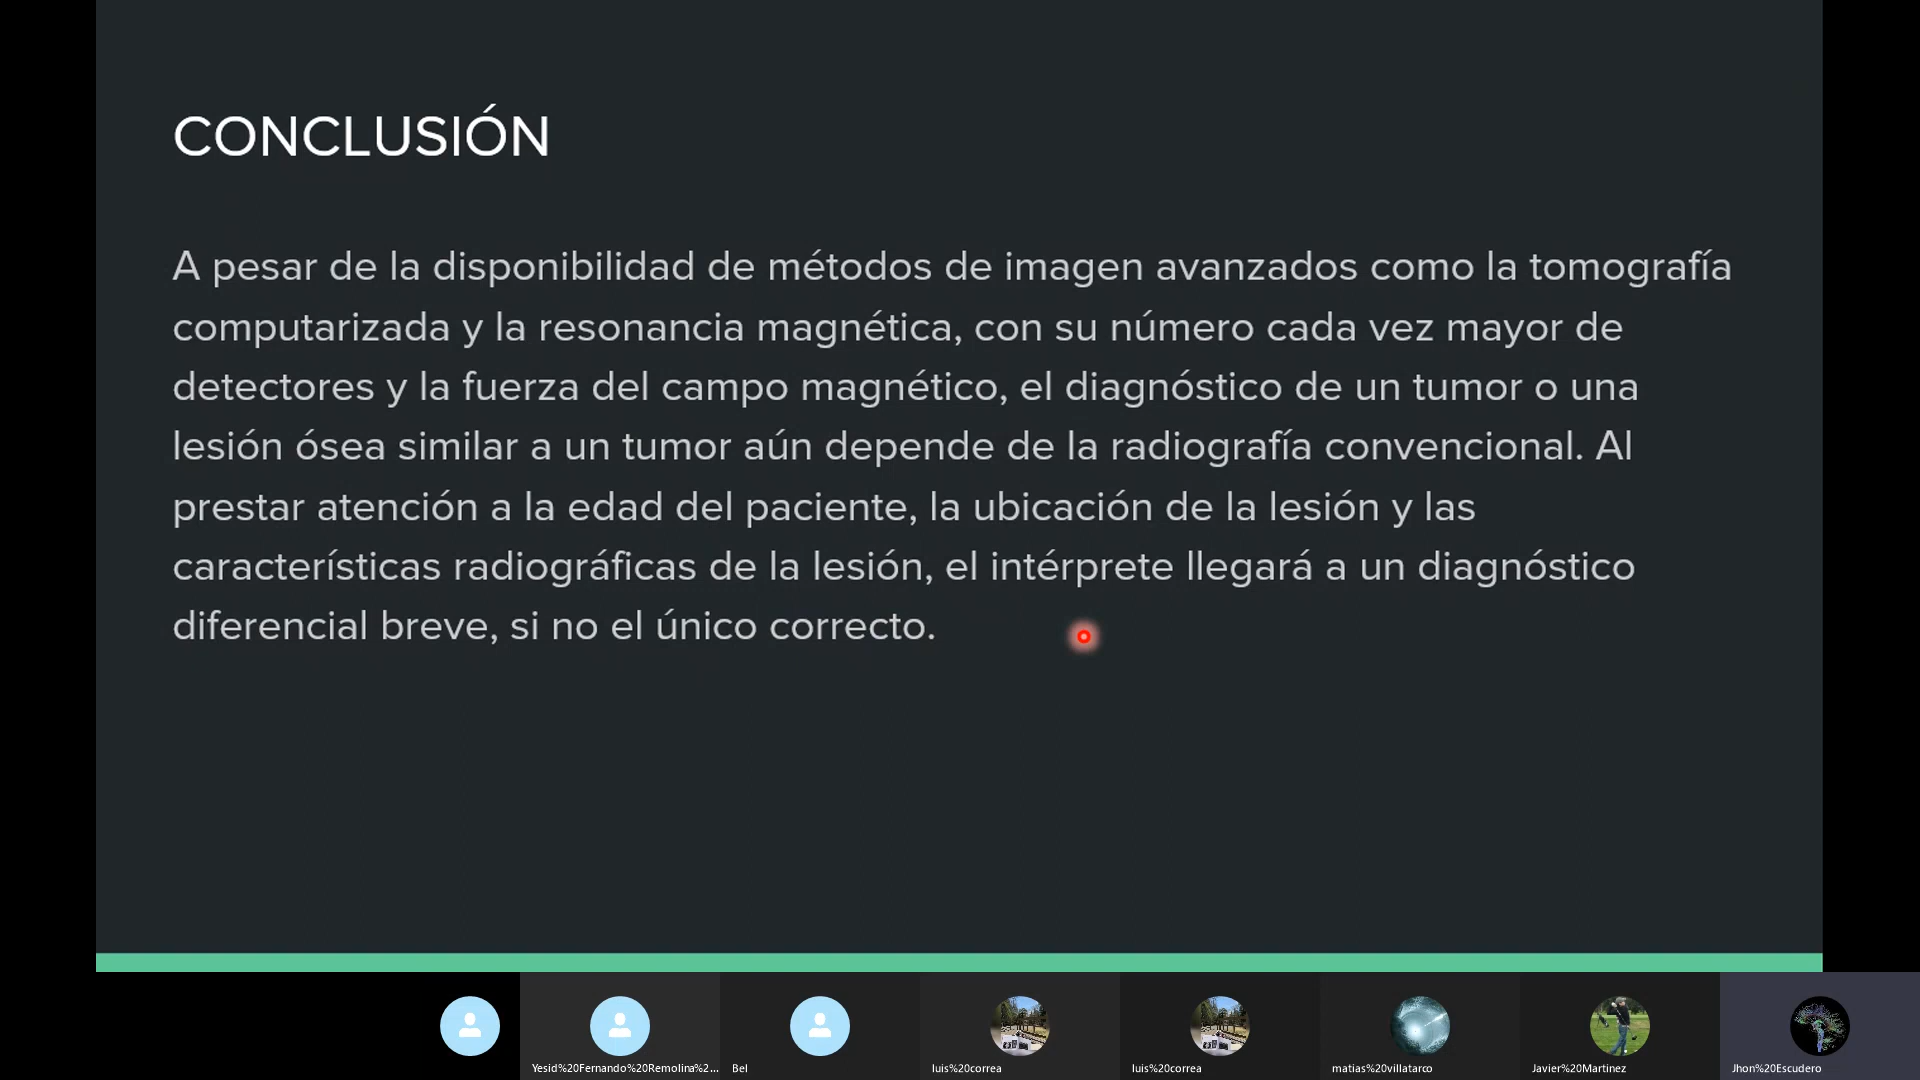 CONCLUSIÓN
A pesar de la disponibilidad de métodos de imagen avanzados como la tomografía
computarizada y la resonancia magnética, con su número cada vez mayor de
detectores y la fuerza del campo magnético, el diagnóstico de un tumor o una
lesión ósea similar a un tumor aún depende de la radiografía convencional. Al
prestar atención a la edad del paciente, la ubicación de la lesión y las
características radiográficas de la lesión, el intérprete llegará a un diagnóstico
diferencial breve, si no el único correcto.
Yesid%20Fernando%20Remolina%2...
Bel
luis%20correa
luis%20correa
matias%20villatarco
Javier%20Martinez
Jhon%20Escudero